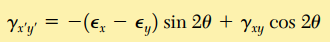 γx′y′ = −(ϵx − ϵy) sin 2θ + γxy cos 2θ